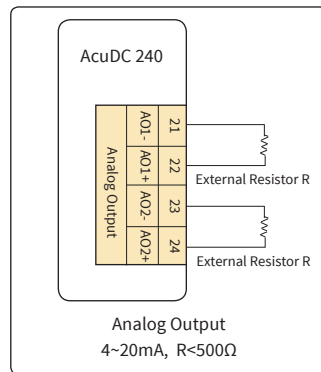 AcuDC 240
Analog Output
AO1- 21
AO1+ 22
AO2- 23
AO2+ 24
External Resistor R
External Resistor R
Analog Output
4~20mA, R<500Ω